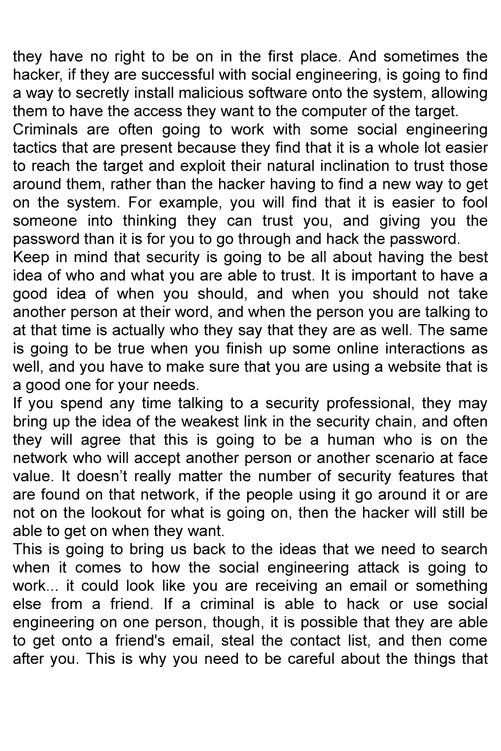 they have no right to be on in the first place. And sometimes the
hacker, if they are successful with social engineering, is going to find
a way to secretly install malicious software onto the system, allowing
them to have the access they want to the computer of the target.
Criminals are often going to work with some social engineering
tactics that are present because they find that it is a whole lot easier
to reach the target and exploit their natural inclination to trust those
around them, rather than the hacker having to find a new way to get
on the system. For example, you will find that it is easier to fool
someone into thinking they can trust you, and giving you the
password than it is for you to go through and hack the password.
Keep in mind that security is going to be all about having the best
idea of who and what you are able to trust. It is important to have a
good idea of when you should, and when you should not take
another person at their word, and when the person you are talking to
at that time is actually who they say that they are as well. The same
is going to be true when you finish up some online interactions as
well, and you have to make sure that you are using a website that is
a good one for your needs.
If you spend any time talking to a security professional, they may
bring up the idea of the weakest link in the security chain, and often
they will agree that this is going to be a human who is on the
network who will accept another person or another scenario at face
value. It doesn’t really matter the number of security features that
are found on that network, if the people using it go around it or are
not on the lookout for what is going on, then the hacker will still be
able to get on when they want.
This is going to bring us back to the ideas that we need to search
when it comes to how the social engineering attack is going to
work... it could look like you are receiving an email or something
else from a friend. If a criminal is able to hack or use social
engineering on one person, though, it is possible that they are able
to get onto a friend's email, steal the contact list, and then come
after you. This is why you need to be careful about the things that